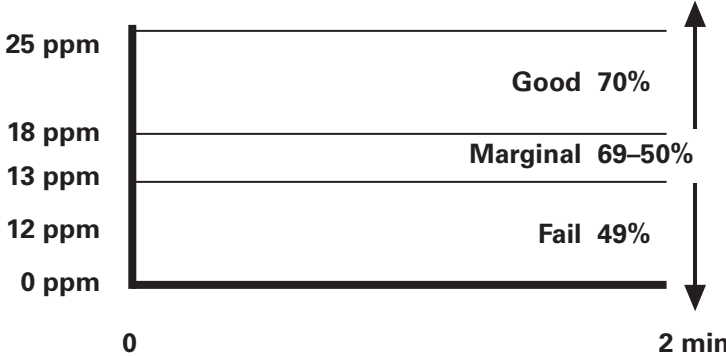 25 ppm
Good 70%
18 ppm
Marginal 69–50%
13 ppm
12 ppm
Fail 49%
0 ppm
0 2 min